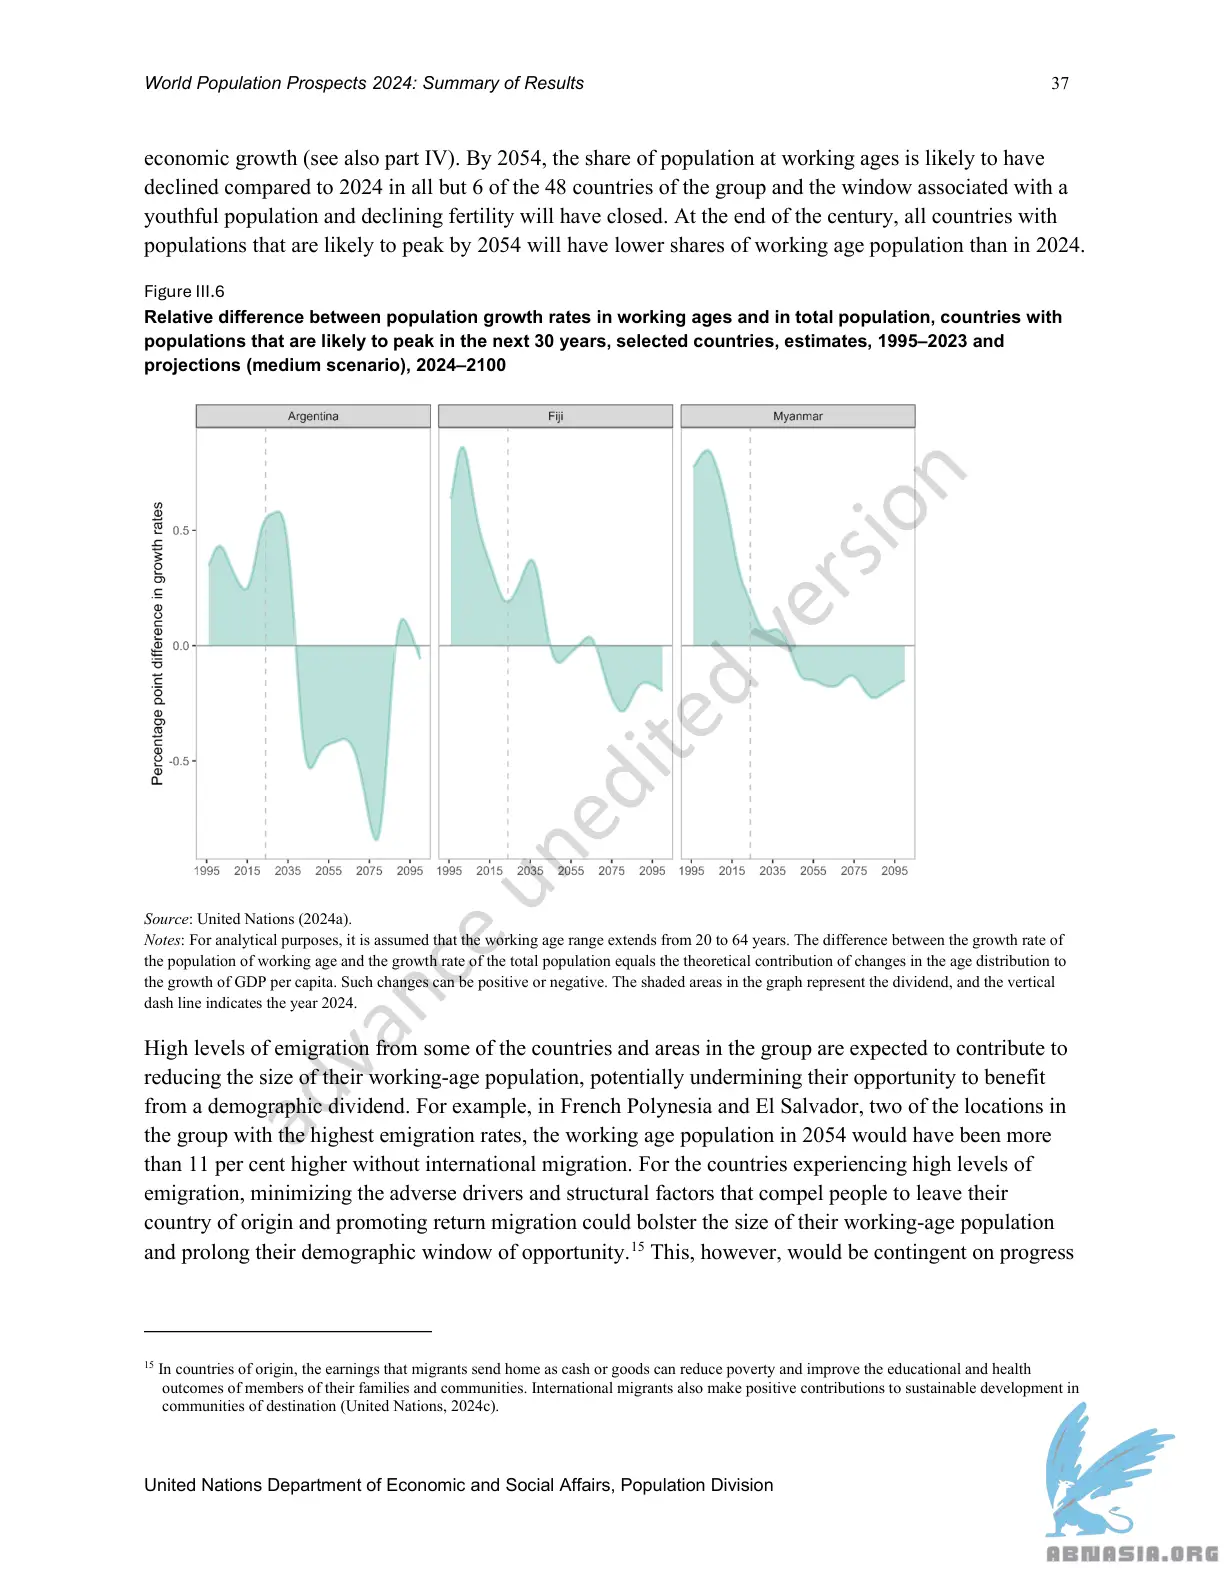 World Population Prospects 2024: Summary of Results 37
economic growth (see also part IV). By 2054, the share of population at working ages is likely to have
declined compared to 2024 in all but 6 of the 48 countries of the group and the window associated with a
youthful population and declining fertility will have closed. At the end of the century, all countries with
populations that are likely to peak by 2054 will have lower shares of working age population than in 2024.
Figure III.6
Relative difference between population growth rates in working ages and in total population, countries with
populations that are likely to peak in the next 30 years, selected countries, estimates, 1995–2023 and
projections (medium scenario), 2024–2100
Argentina Fiji Myanmar
Percentage point difference in growth rates
0.5
0.0
-0.5
1995 2015 2035 2055 2075 2095 1995 2015 2035 2055 2075 2095 1995 2015 2035 2055 2075 2095
advance unedited version
Source: United Nations (2024a).
Notes: For analytical purposes, it is assumed that the working age range extends from 20 to 64 years. The difference between the growth rate of
the population of working age and the growth rate of the total population equals the theoretical contribution of changes in the age distribution to
the growth of GDP per capita. Such changes can be positive or negative. The shaded areas in the graph represent the dividend, and the vertical
dash line indicates the year 2024.
High levels of emigration from some of the countries and areas in the group are expected to contribute to
reducing the size of their working-age population, potentially undermining their opportunity to benefit
from a demographic dividend. For example, in French Polynesia and El Salvador, two of the locations in
the group with the highest emigration rates, the working age population in 2054 would have been more
than 11 per cent higher without international migration. For the countries experiencing high levels of
emigration, minimizing the adverse drivers and structural factors that compel people to leave their
country of origin and promoting return migration could bolster the size of their working-age population
and prolong their demographic window of opportunity.15 This, however, would be contingent on progress
15 In countries of origin, the earnings that migrants send home as cash or goods can reduce poverty and improve the educational and health
outcomes of members of their families and communities. International migrants also make positive contributions to sustainable development in
communities of destination (United Nations, 2024c).
United Nations Department of Economic and Social Affairs, Population Division
ABNASIA.ORG